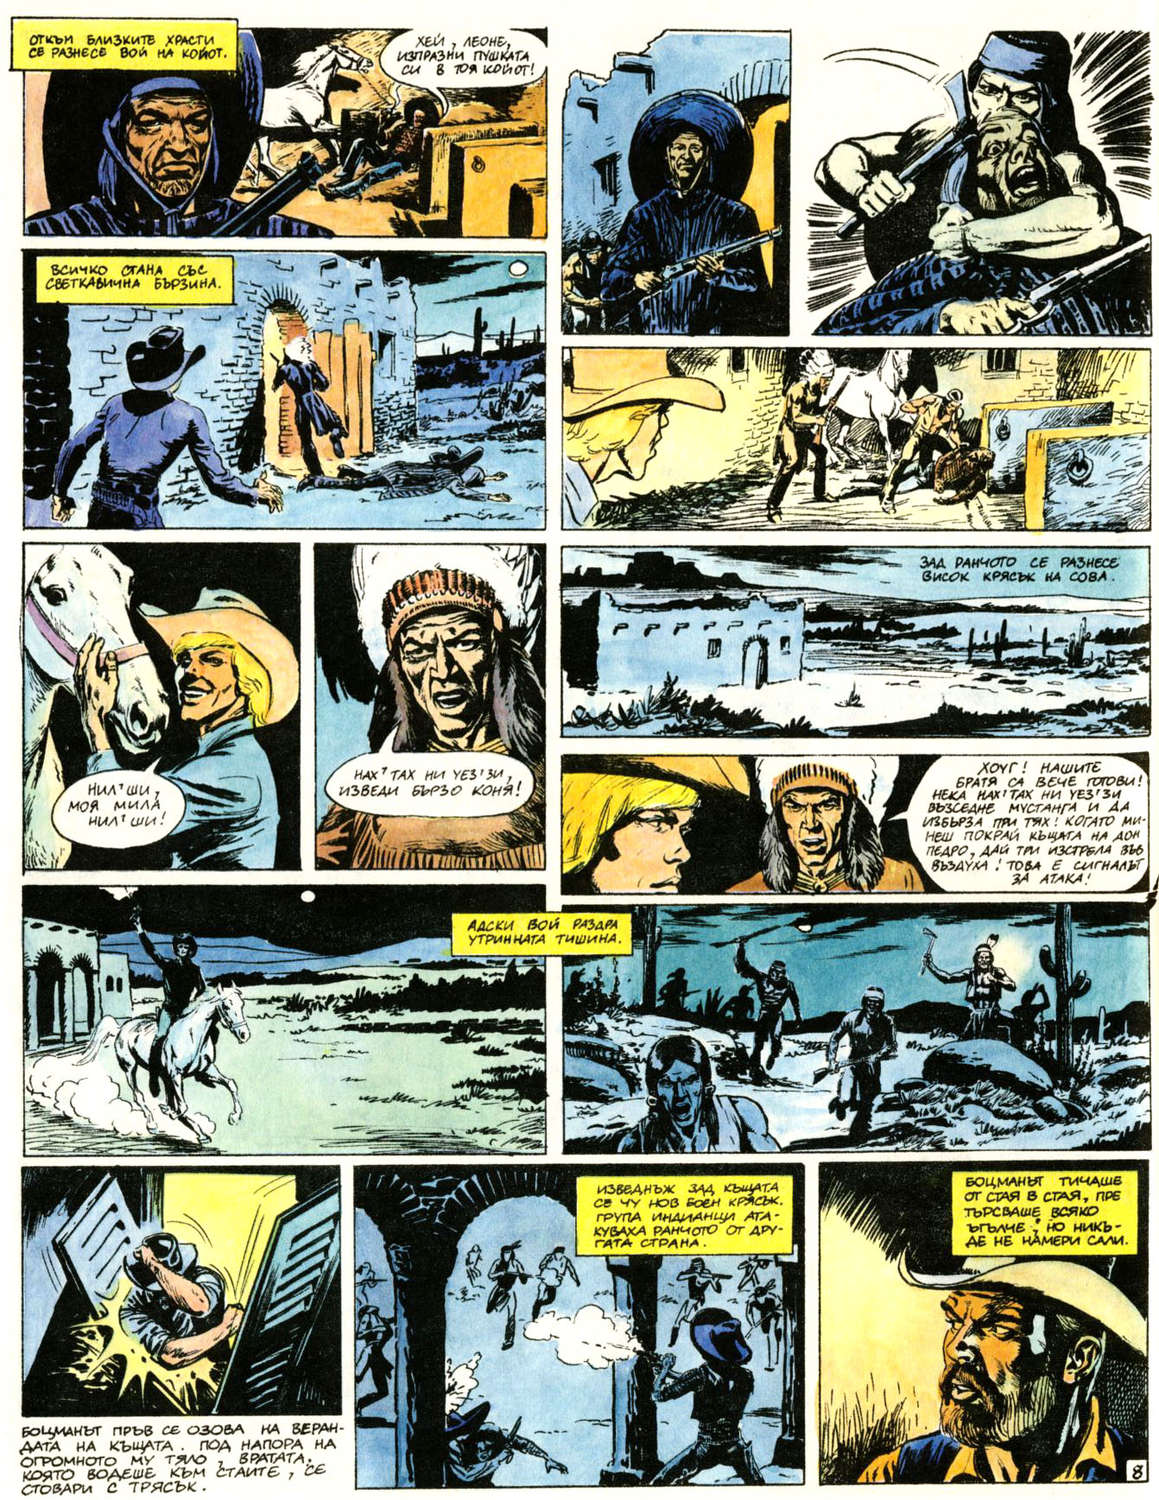 ОТКЪМ БЛИЗКИТЕ ХРАСТИ
СЕ РАЗНЕСЕ ВОЙ НА КОЙОТ.
ХЕЙ, ЛЕОНЕ,
ИЗПРАЗНИ ПУШКАТА
СИ В ТОЯ КОЙОТ!
ВСИЧКО СТАНА СЪС
СВЕТКАВИЧНА БЪРЗИНА.
НИЛ'ШИ,
МОЯ МИЛА
НИЛ'ШИ!
НАХ'ТАХ НИ УЕЗ'ЗИ,
ИЗВЕДИ БЪРЗО КОНЯ!
ЗАД РАНЧОТО СЕ РАЗНЕСЕ
ВИСОК КРЯСЪК НА СОВА.
ХОУГ! НАШИТЕ
БРАТЯ СА ВЕЧЕ ГОТОВИ!
НЕКА НАХ'ТАХ НИ УЕЗ'ЗИ
ВЪЗСЕДНЕ МУСТАНГА И ДА
ИЗБЪРЗА ПРИ ТЯХ! КОГАТО МИ-
НЕШ ПОКРАЙ КЪЩАТА НА ДОН
ПЕДРО, ДАЙ ТРИ ИЗСТРЕЛА ВЪВ
ВЪЗДУХА! ТОВА Е СИГНАЛЪТ
ЗА АТАКА!
АДСКИ ВОЙ РАЗДРА
УТРИННАТА ТИШИНА.
БОЦМАНЪТ ПРЪВ СЕ ОЗОВА НА ВЕРАН-
ДАТА НА КЪЩАТА. ПОД НАПОРА НА
ОГРОМНОТО МУ ТЯЛО, ВРАТАТА,
КОЯТО ВОДЕШЕ КЪМ СТАИТЕ, СЕ
СТОВАРИ С ТРЯСЪК.
ИЗВЕДНЪЖ ЗАД КЪЩАТА
СЕ ЧУ НОВ БОЕН КРЯСЪК.
ГРУПА ИНДИАНЦИ АТА-
КУВАХА РАНЧОТО ОТ ДРУ-
ГАТА СТРАНА.
БОЦМАНЪТ ТИЧАШЕ
ОТ СТАЯ В СТАЯ, ПРЕ
ТЪРСВАШЕ ВСЯКО
ЪГЪЛЧЕ, НО НИКЪ-
ДЕ НЕ НАМЕРИ САЛИ.
8